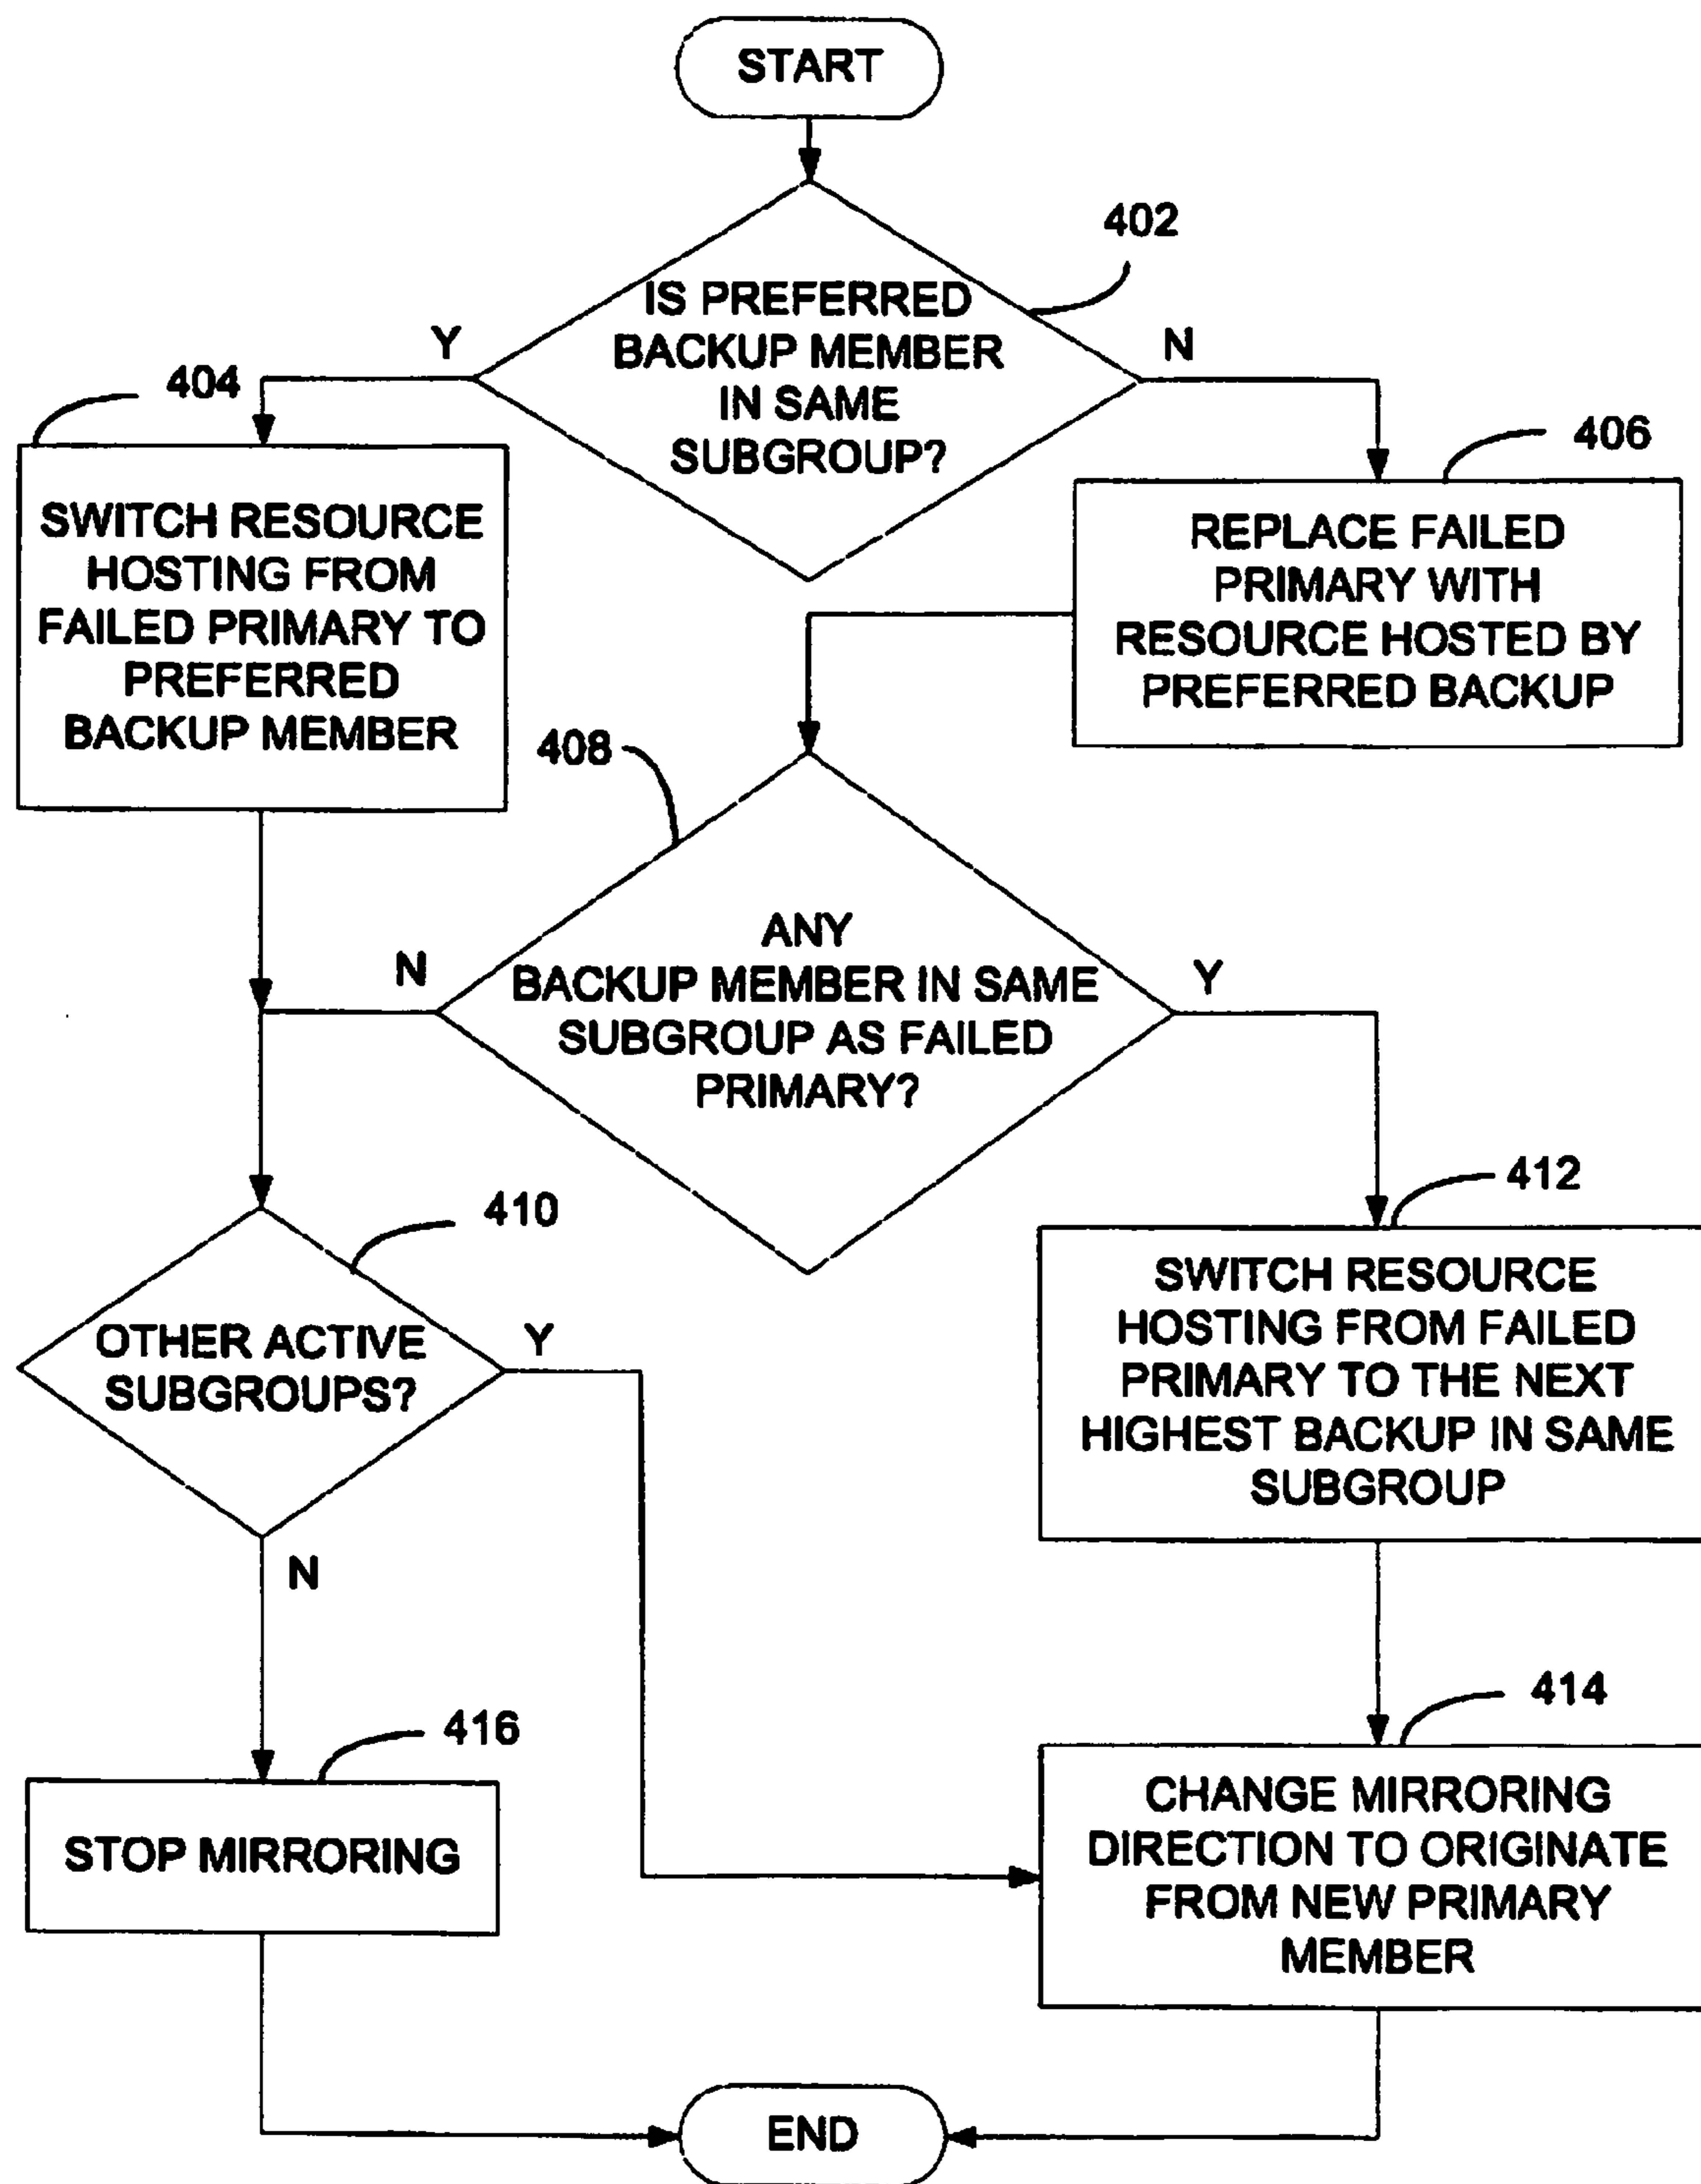 START
402
IS PREFERRED
BACKUP MEMBER
IN SAME
SUBGROUP?
Y
N
404
SWITCH RESOURCE
HOSTING FROM
FAILED PRIMARY TO
PREFERRED
BACKUP MEMBER
406
REPLACE FAILED
PRIMARY WITH
RESOURCE HOSTED BY
PREFERRED BACKUP
408
ANY
BACKUP MEMBER IN SAME
SUBGROUP AS FAILED
PRIMARY?
N
Y
410
OTHER ACTIVE
SUBGROUPS?
Y
N
412
SWITCH RESOURCE
HOSTING FROM FAILED
PRIMARY TO THE NEXT
HIGHEST BACKUP IN SAME
SUBGROUP
416
STOP MIRRORING
414
CHANGE MIRRORING
DIRECTION TO ORIGINATE
FROM NEW PRIMARY
MEMBER
END